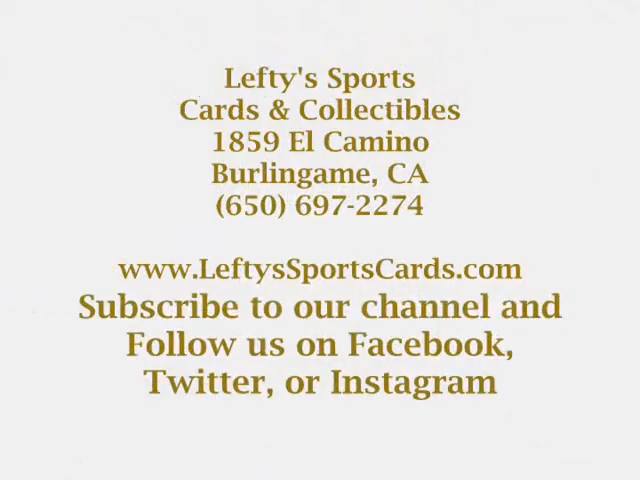 Lefty's Sports
Cards & Collectibles
1859 El Camino
Burlingame, CA
(650) 697-2274
www.LeftysSportsCards.com
Subscribe to our channel and
Follow us on Facebook,
Twitter, or Instagram